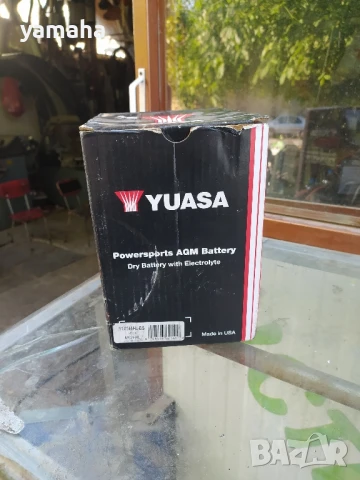 yamaha
YUASA
Powersports AGM Battery
Dry Battery with Electrolyte
Made in USA
BAZAR